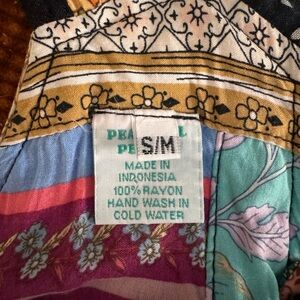 S/M
MADE IN
INDONESIA
100% RAYON
HAND WASH IN
COLD WATER